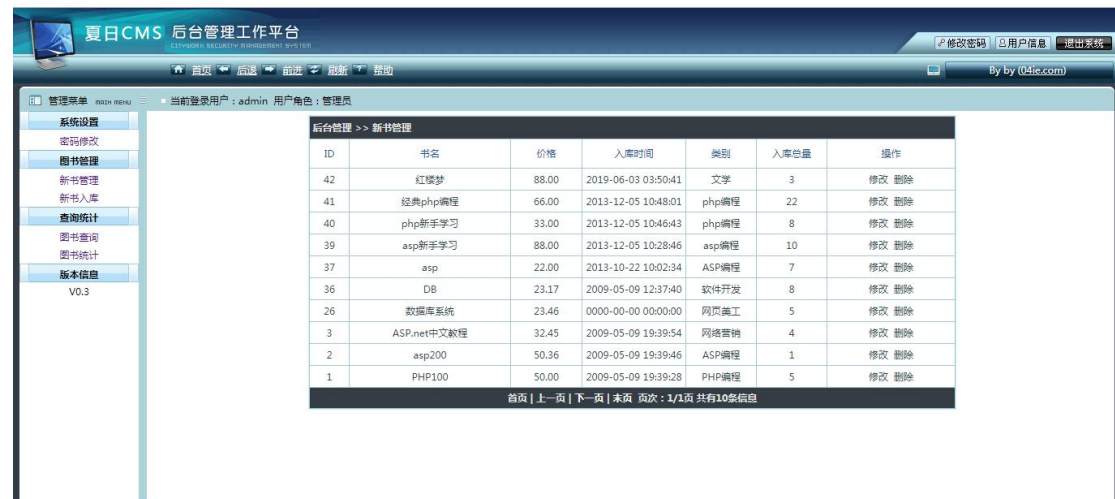 夏日CMS 后台管理工作平台
CITYWORK SECURITY MANAGEMENT SYSTEM
修改密码 用户信息 退出系统
首页 后退 前进 刷新 帮助
By by (04ie.com)
管理菜单 MAIN MENU
当前登录用户：admin 用户角色：管理员
系统设置
密码修改
图书管理
新书管理
新书入库
查询统计
图书查询
图书统计
版本信息
V0.3
后台管理 >> 新书管理
ID 书名 价格 入库时间 类别 入库总量 操作
42 红楼梦 88.00 2019-06-03 03:50:41 文学 3 修改 删除
41 经典php编程 66.00 2013-12-05 10:48:01 php编程 22 修改 删除
40 php新手学习 33.00 2013-12-05 10:46:43 php编程 8 修改 删除
39 asp新手学习 88.00 2013-12-05 10:28:46 asp编程 10 修改 删除
37 asp 22.00 2013-10-22 10:02:34 ASP编程 7 修改 删除
36 DB 23.17 2009-05-09 12:37:40 软件开发 8 修改 删除
26 数据库系统 23.46 0000-00-00 00:00:00 网页美工 5 修改 删除
3 ASP.net中文教程 32.45 2009-05-09 19:39:54 网络营销 4 修改 删除
2 asp200 50.36 2009-05-09 19:39:46 ASP编程 1 修改 删除
1 PHP100 50.00 2009-05-09 19:39:28 PHP编程 5 修改 删除
首页 | 上一页 | 下一页 | 末页 页次：1/1页 共有10条信息